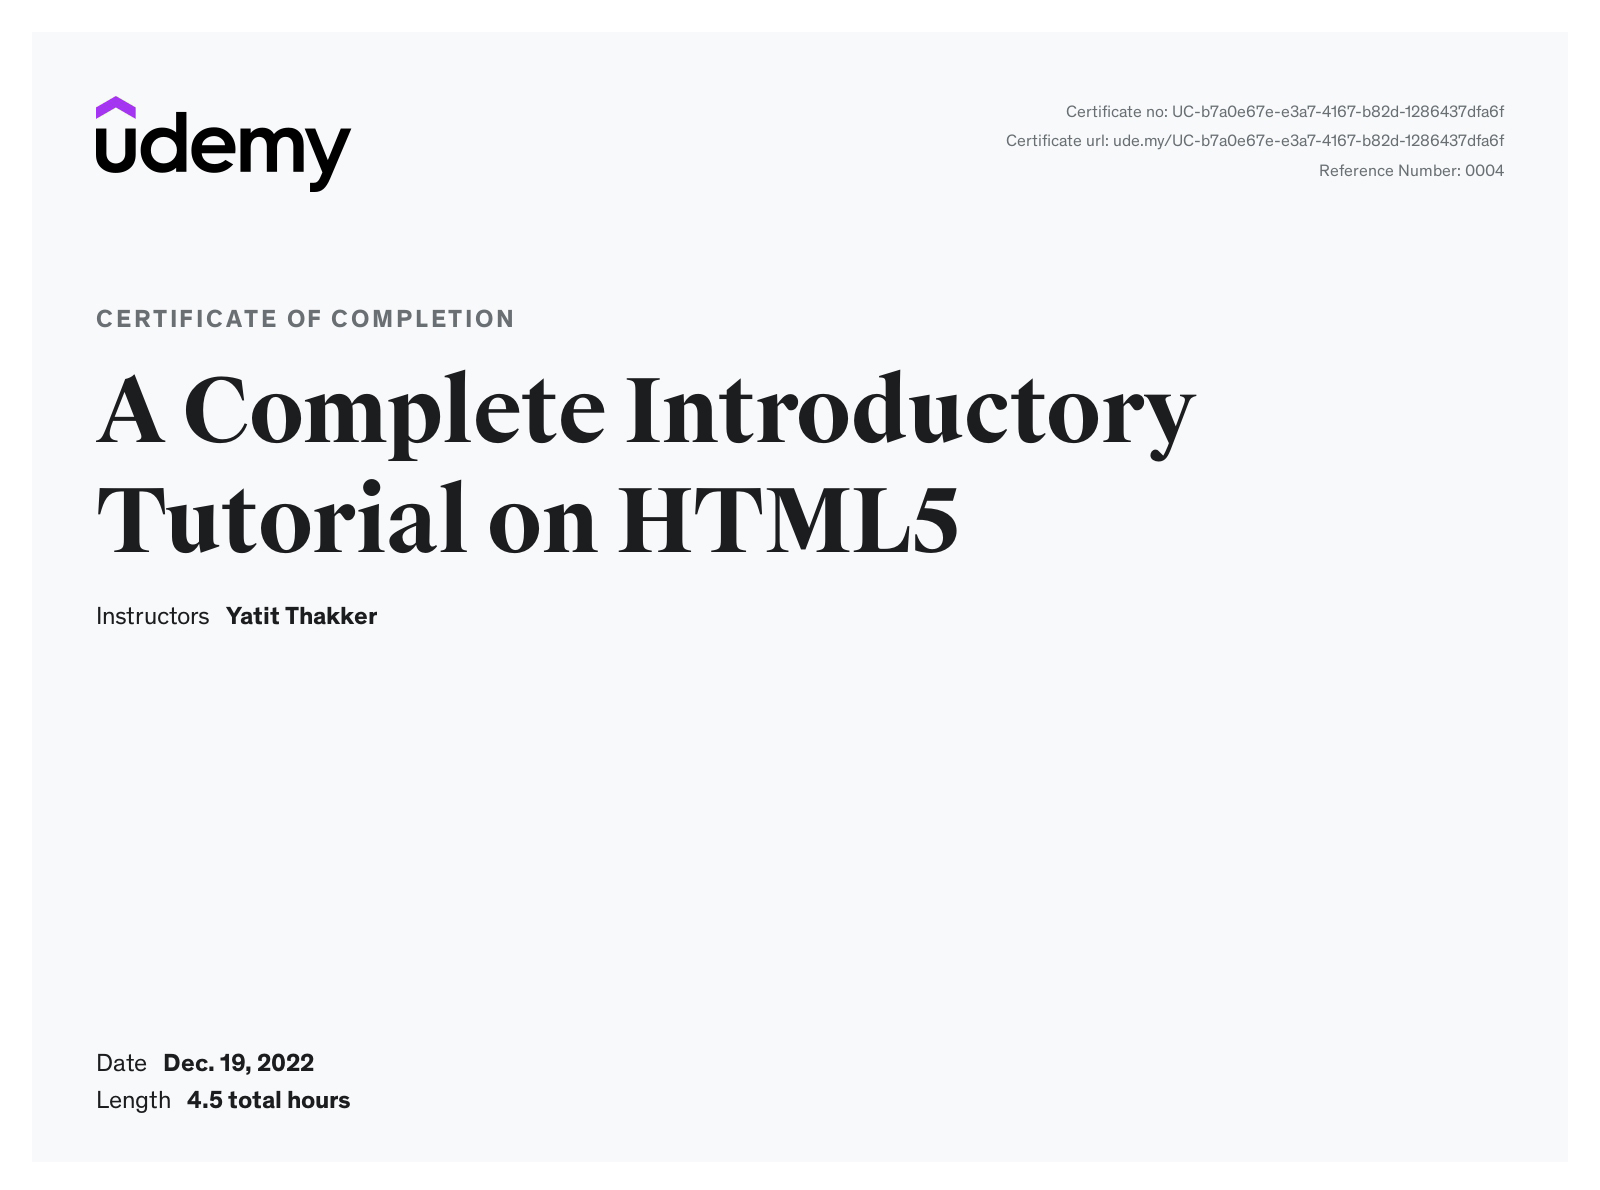 udemy
Certificate no: UC-b7a0e67e-e3a7-4167-b82d-1286437dfa6f
Certificate url: ude.my/UC-b7a0e67e-e3a7-4167-b82d-1286437dfa6f
Reference Number: 0004
CERTIFICATE OF COMPLETION
A Complete Introductory
Tutorial on HTML5
Instructors Yatit Thakker
Date Dec. 19, 2022
Length 4.5 total hours